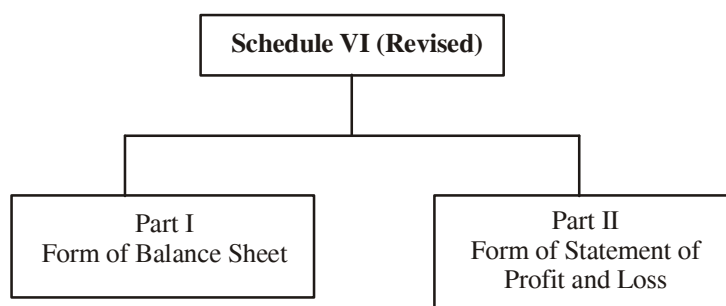 Schedule VI (Revised)
Part I
Form of Balance Sheet
Part II
Form of Statement of
Profit and Loss